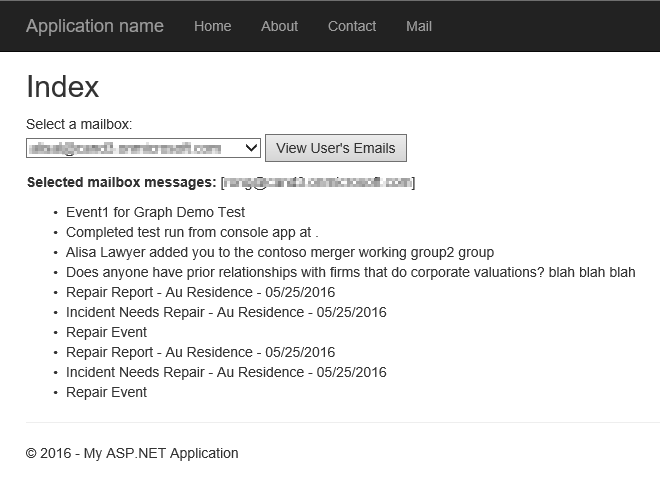 Application name Home About Contact Mail
Index
Select a mailbox:
View User's Emails
Selected mailbox messages: [ ]
• Event1 for Graph Demo Test
• Completed test run from console app at .
• Alisa Lawyer added you to the contoso merger working group2 group
• Does anyone have prior relationships with firms that do corporate valuations? blah blah blah
• Repair Report - Au Residence - 05/25/2016
• Incident Needs Repair - Au Residence - 05/25/2016
• Repair Event
• Repair Report - Au Residence - 05/25/2016
• Incident Needs Repair - Au Residence - 05/25/2016
• Repair Event
© 2016 - My ASP.NET Application